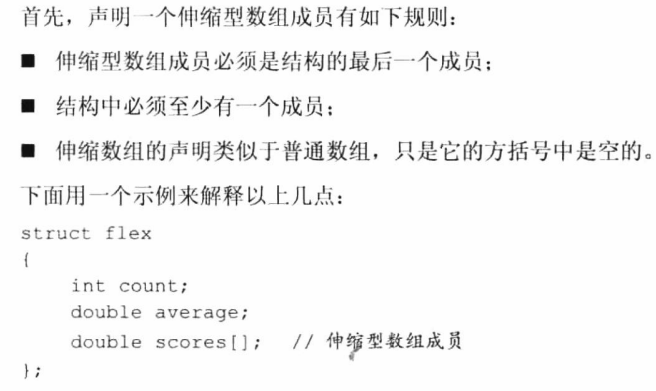 首先，声明一个伸缩型数组成员有如下规则：
■ 伸缩型数组成员必须是结构的最后一个成员；
■ 结构中必须至少有一个成员；
■ 伸缩数组的声明类似于普通数组，只是它的方括号中是空的。
下面用一个示例来解释以上几点：
struct flex
{
    int count;
    double average;
    double scores[];  // 伸缩型数组成员
};